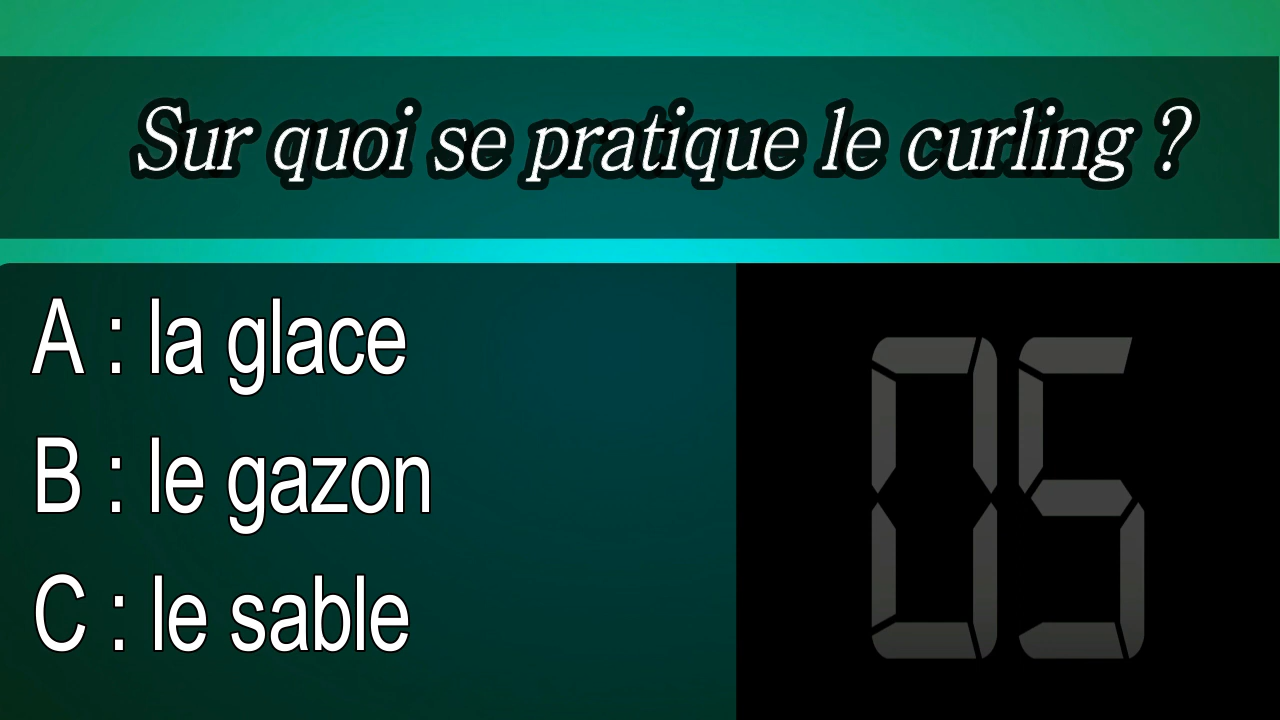 Sur quoi se pratique le curling ?
A : la glace
B : le gazon
C : le sable
05